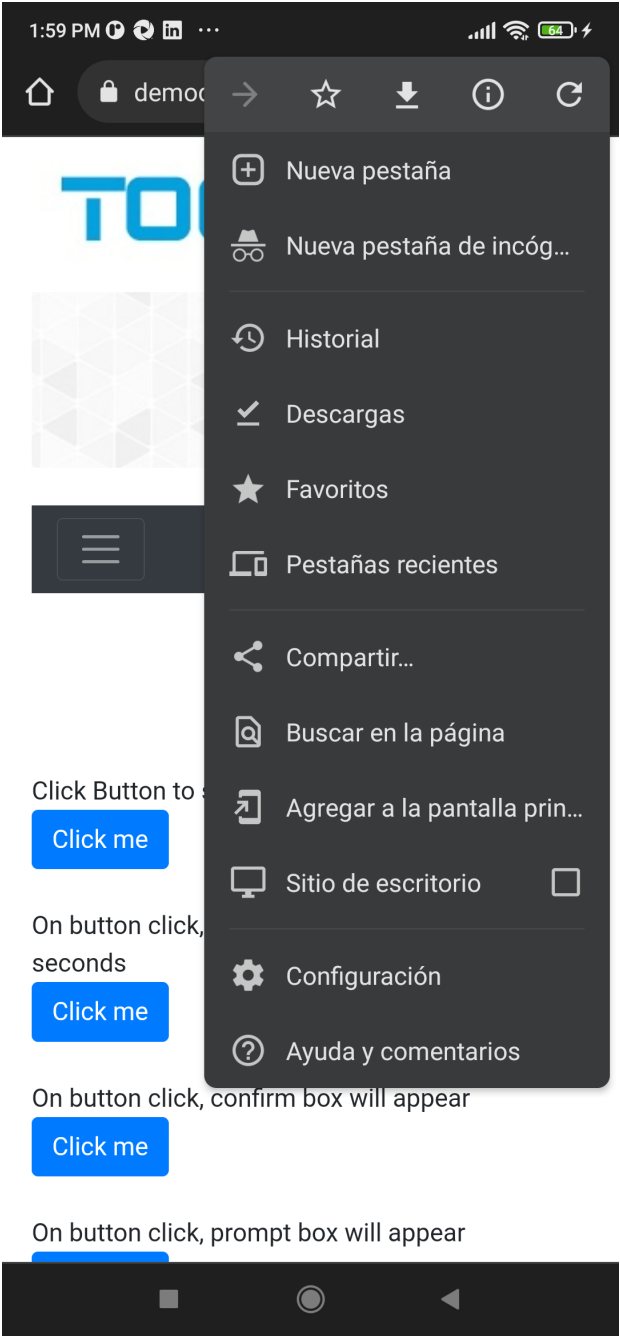 1:59 PM
64
democ
TOO
Nueva pestaña
Nueva pestaña de incóg...
Historial
Descargas
Favoritos
Pestañas recientes
Compartir...
Buscar en la página
Click Button to s
Agregar a la pantalla prin...
Click me
Sitio de escritorio
On button click,
seconds
Configuración
Click me
Ayuda y comentarios
On button click, confirm box will appear
Click me
On button click, prompt box will appear